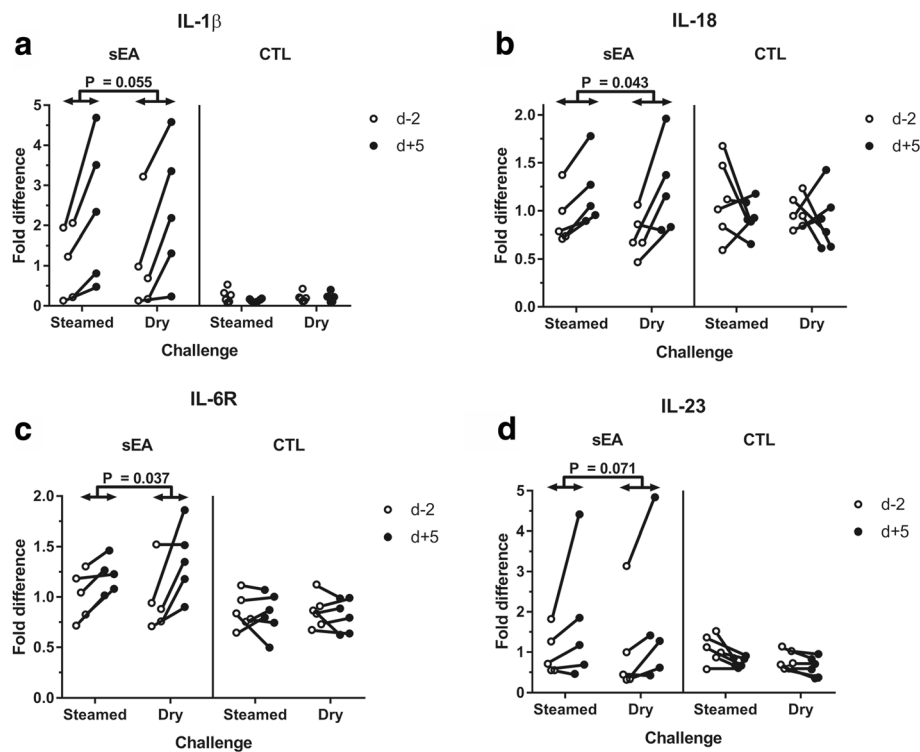 a
IL-1β
sEA
CTL
P = 0.055
Fold difference
5
4
3
2
1
0
Steamed
Dry
Steamed
Dry
Challenge
d-2
d+5
b
IL-18
sEA
CTL
P = 0.043
Fold difference
2.0
1.5
1.0
0.5
0.0
Steamed
Dry
Steamed
Dry
Challenge
d-2
d+5
c
IL-6R
sEA
CTL
P = 0.037
Fold difference
2.0
1.5
1.0
0.5
0.0
Steamed
Dry
Steamed
Dry
Challenge
d-2
d+5
d
IL-23
sEA
CTL
P = 0.071
Fold difference
5
4
3
2
1
0
Steamed
Dry
Steamed
Dry
Challenge
d-2
d+5